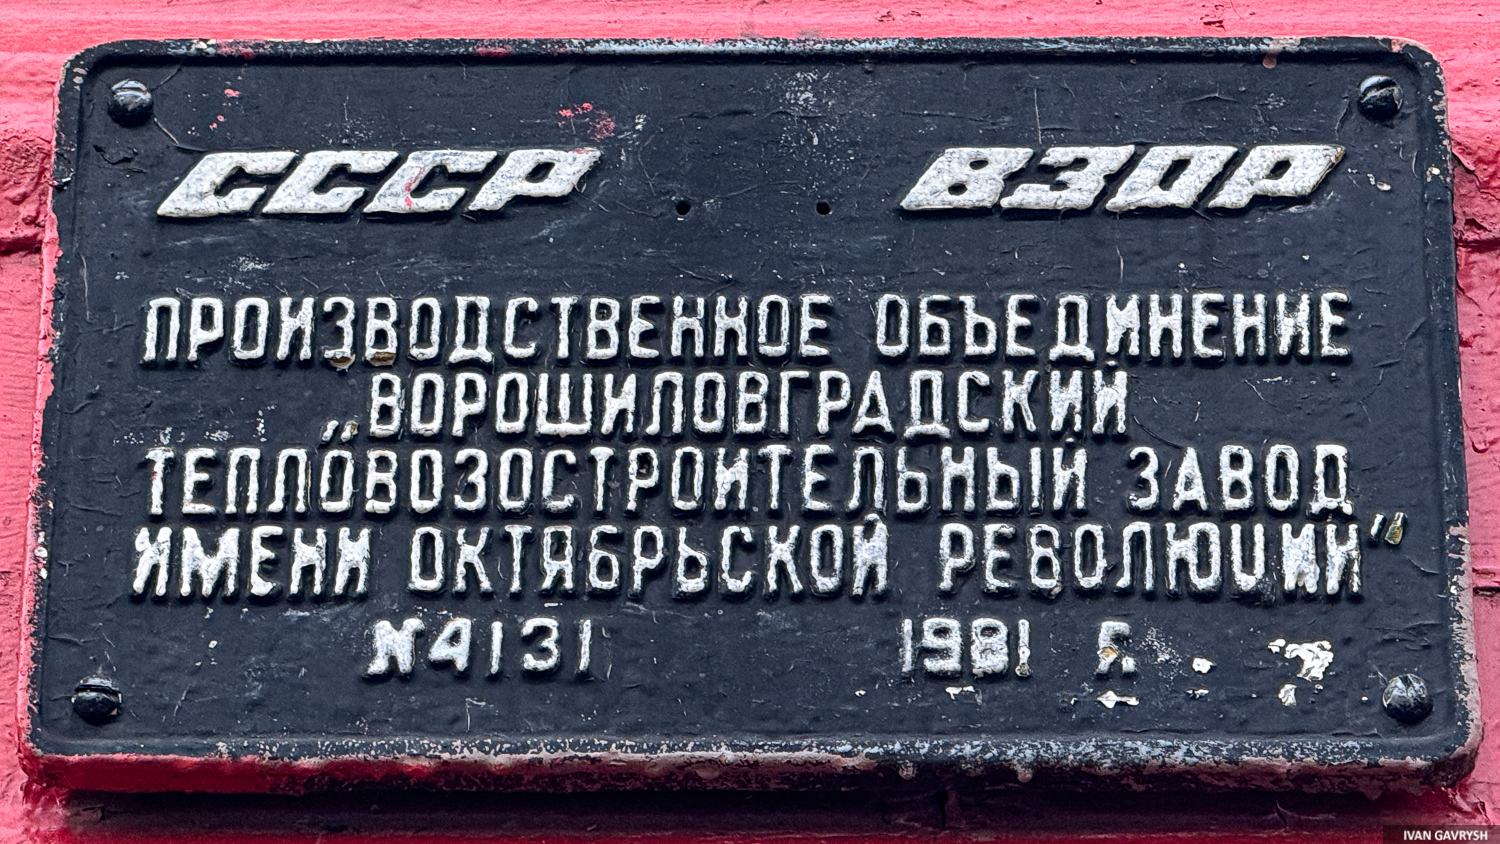 СССР ВЗОР
ПРОИЗВОДСТВЕННОЕ ОБЪЕДИНЕНИЕ
ВОРОШИЛОВГРАДСКИЙ
"ТЕПЛОВОЗОСТРОИТЕЛЬНЫЙ ЗАВОД
ИМЕНИ ОКТЯБРЬСКОЙ РЕВОЛЮЦИИ"
№4131 1981 Г.
IVAN GAVRYSH